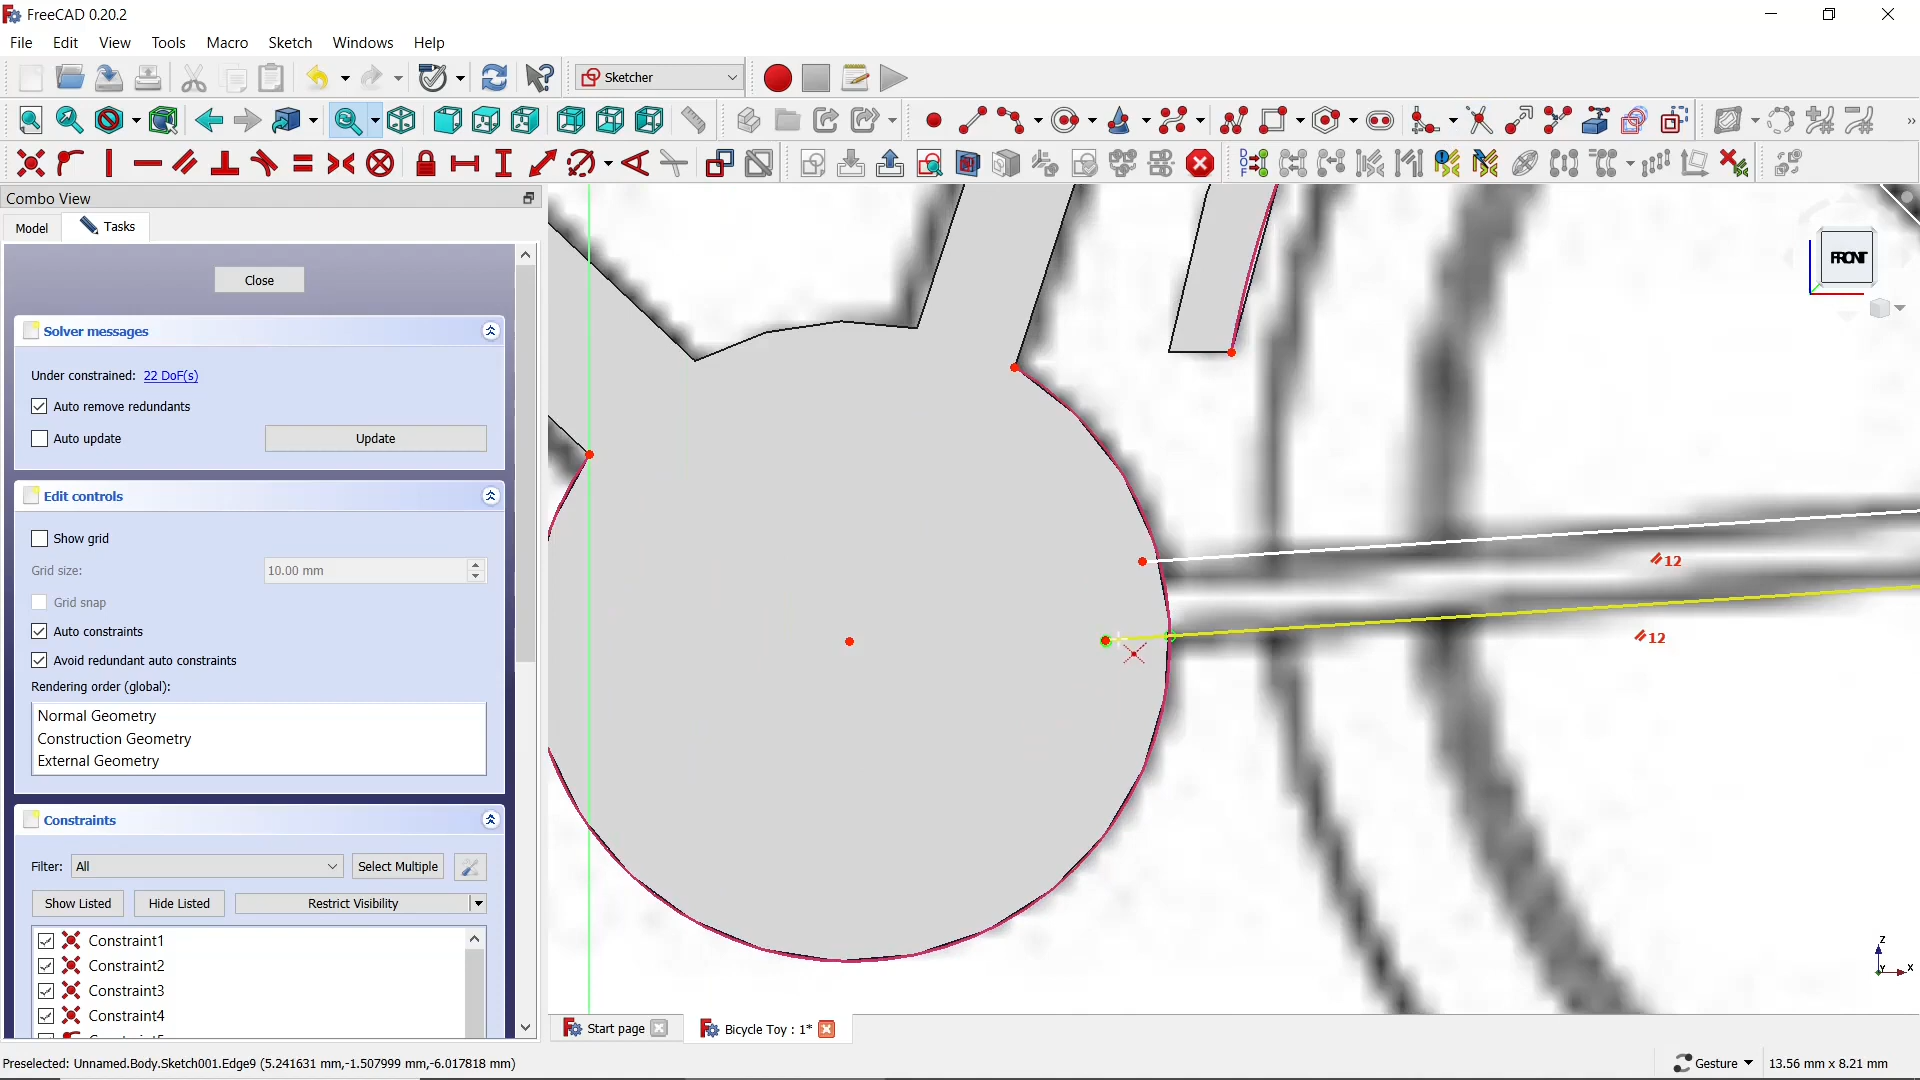 FreeCAD 0.20.2
File Edit View Tools Macro Sketch Windows Help
Sketcher
Combo View
Model Tasks
Close
Solver messages
Under constrained: 22 DoF(s)
Auto remove redundants
Auto update Update
Edit controls
Show grid
Grid size: 10.00 mm
Grid snap
Auto constraints
Avoid redundant auto constraints
Rendering order (global):
Normal Geometry
Construction Geometry
External Geometry
Constraints
Filter: All Select Multiple
Show Listed Hide Listed Restrict Visibility
Constraint1
Constraint2
Constraint3
Constraint4
FRONT
12
12
Z
Y X
Start page Bicycle Toy : 1*
Preselected: Unnamed.Body.Sketch001.Edge9 (5.241631 mm,-1.507999 mm,-6.017818 mm)
Gesture 13.56 mm x 8.21 mm